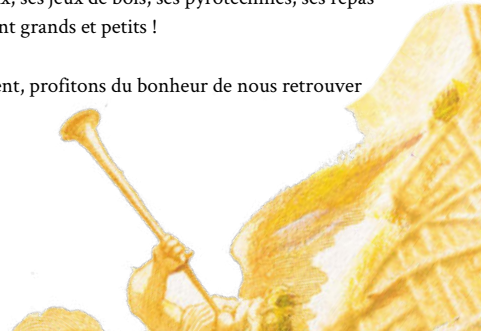 ses jeux de bois, ses pyrotechnies, ses repas
nt grands et petits !
ent, profitons du bonheur de nous retrouver